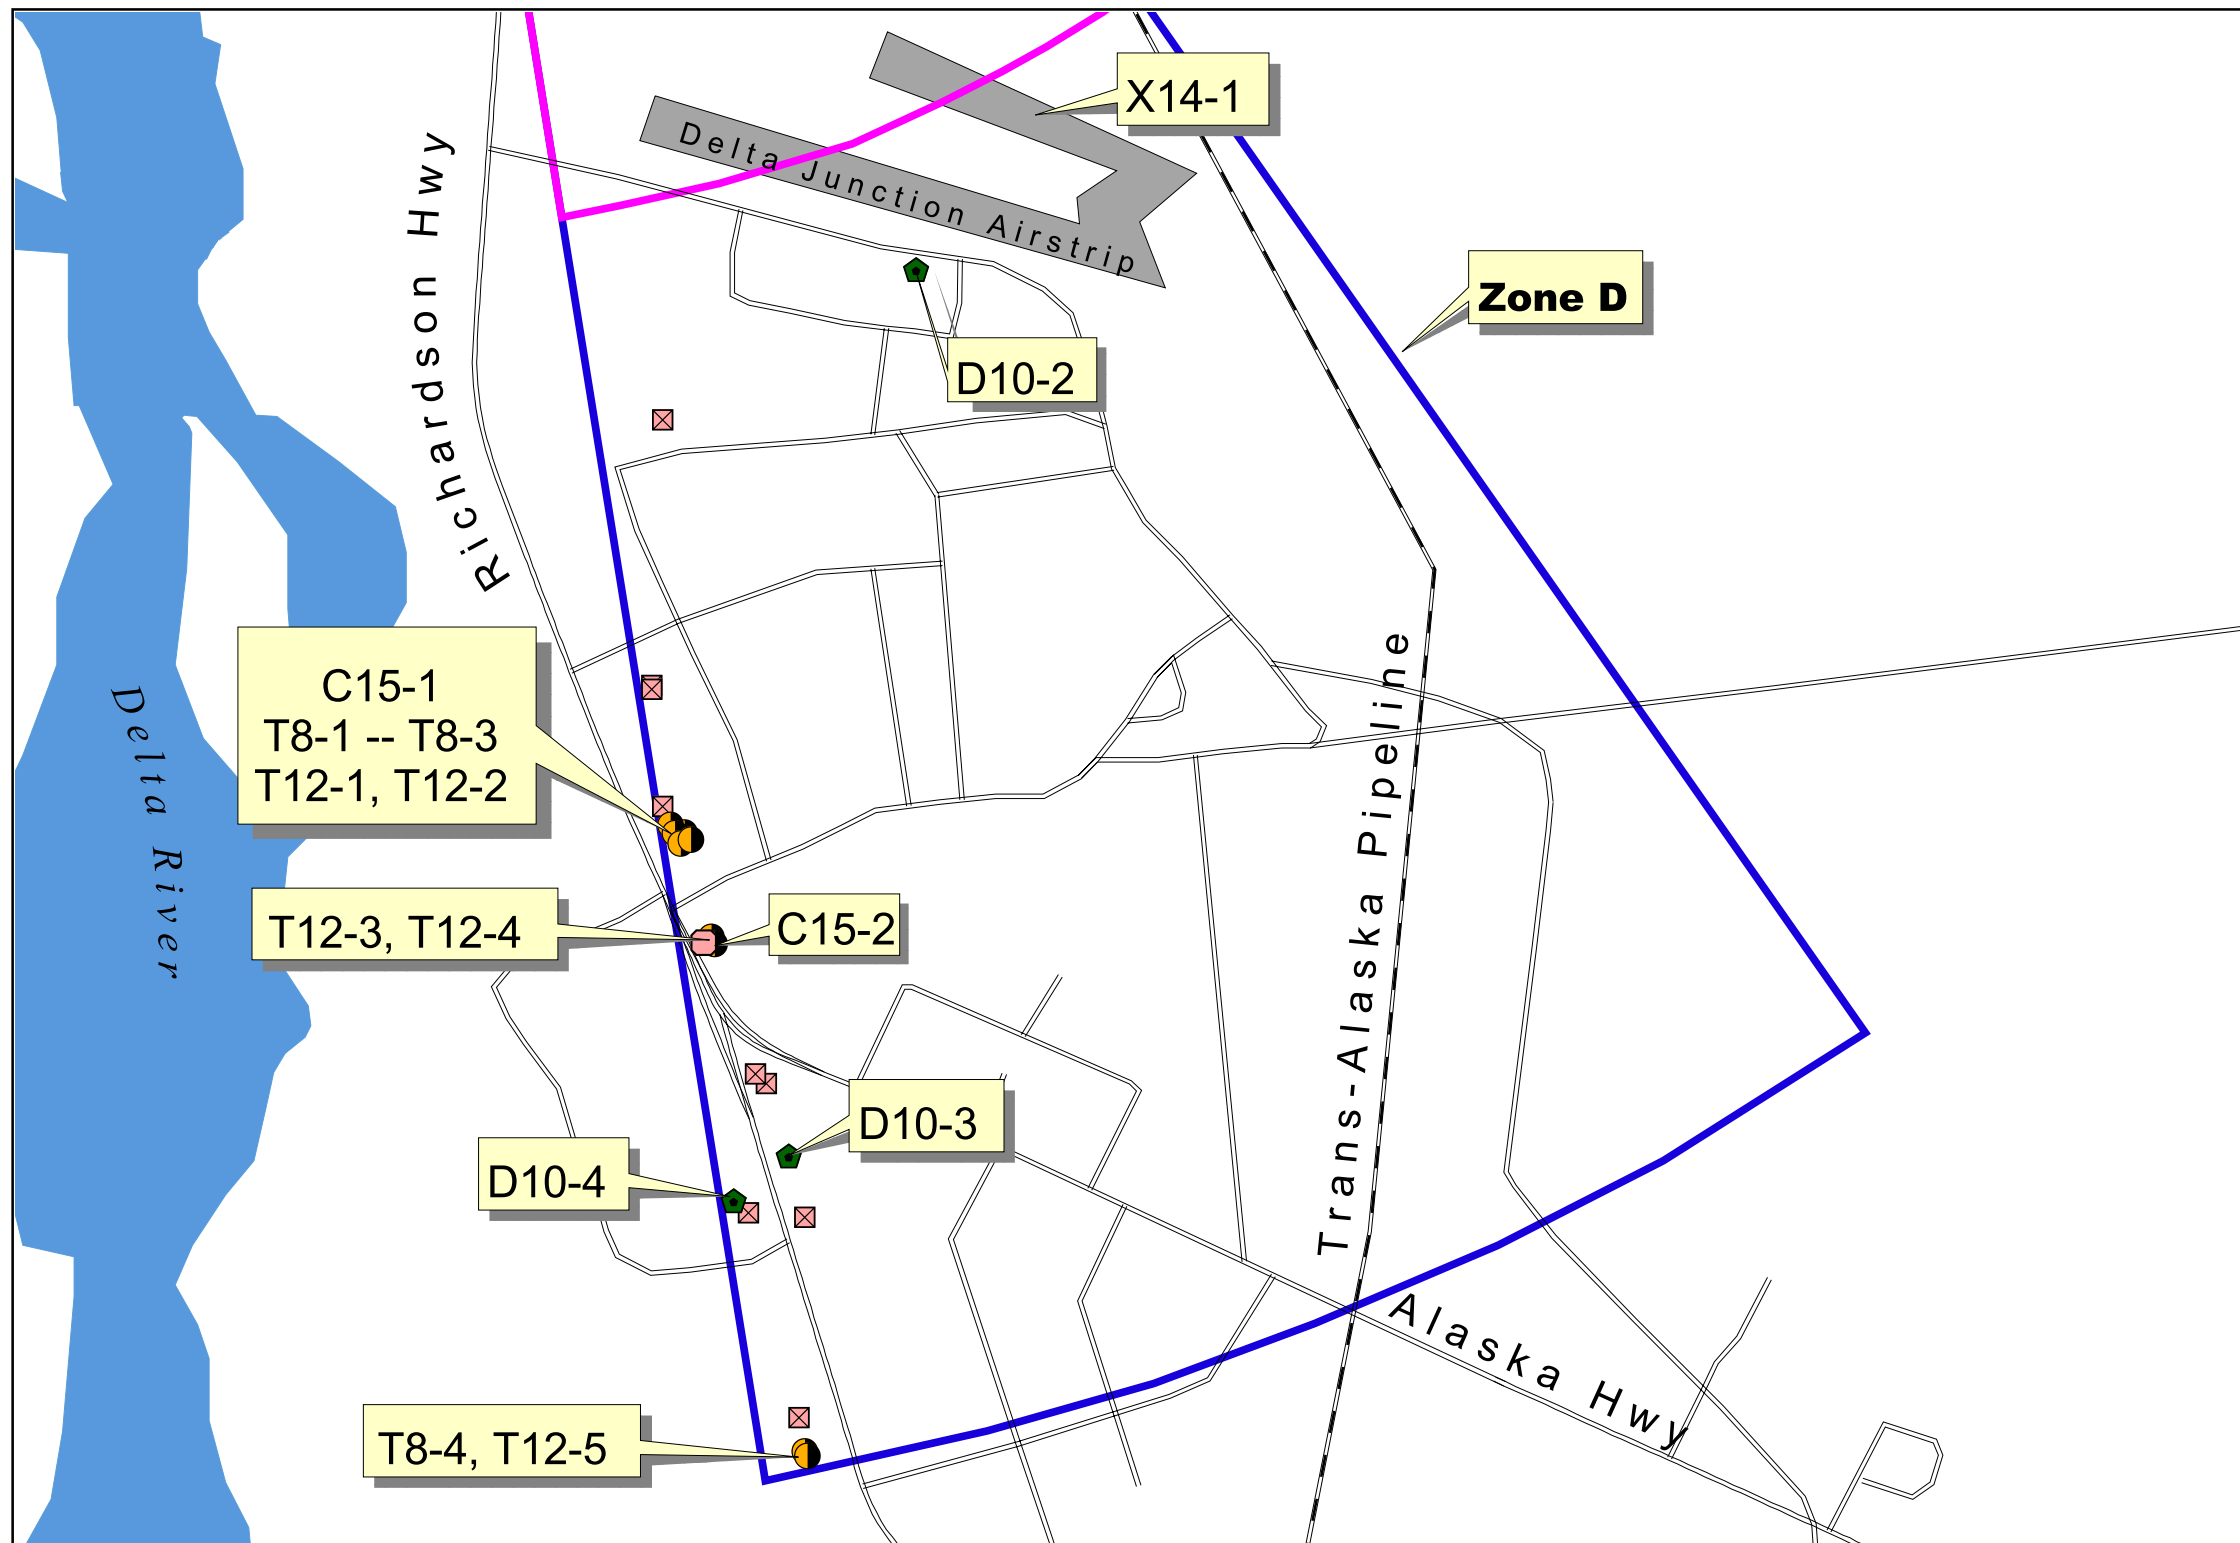 X14-1
Delta Junction Airstrip
Richardson Hwy
Zone D
D10-2
C15-1
T8-1 -- T8-3
T12-1, T12-2
Delta River
Trans-Alaska Pipeline
T12-3, T12-4
C15-2
D10-3
D10-4
Alaska Hwy
T8-4, T12-5